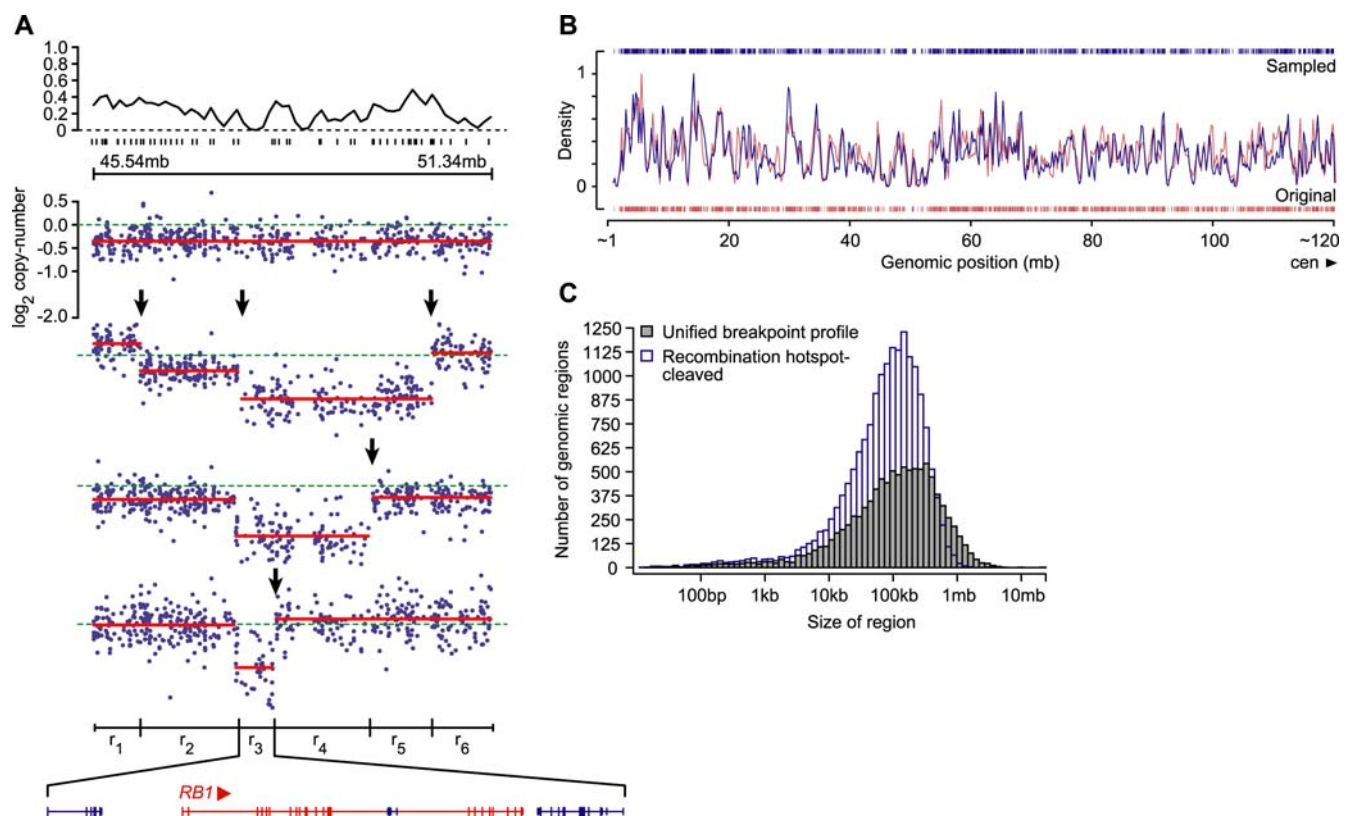 A
1.0
0.8
0.6
0.4
0.2
0
45.54mb 51.34mb
log2 copy-number
0.5
0.0
-0.5
-1.0
-2.0
r1 r2 r3 r4 r5 r6
RB1
B
Sampled
Density
1
0
Original
~1 20 40 60 80 100 ~120
Genomic position (mb)
cen
C
Unified breakpoint profile
Recombination hotspot-
cleaved
Number of genomic regions
1250
1125
1000
875
750
625
500
375
250
125
0
100bp 1kb 10kb 100kb 1mb 10mb
Size of region